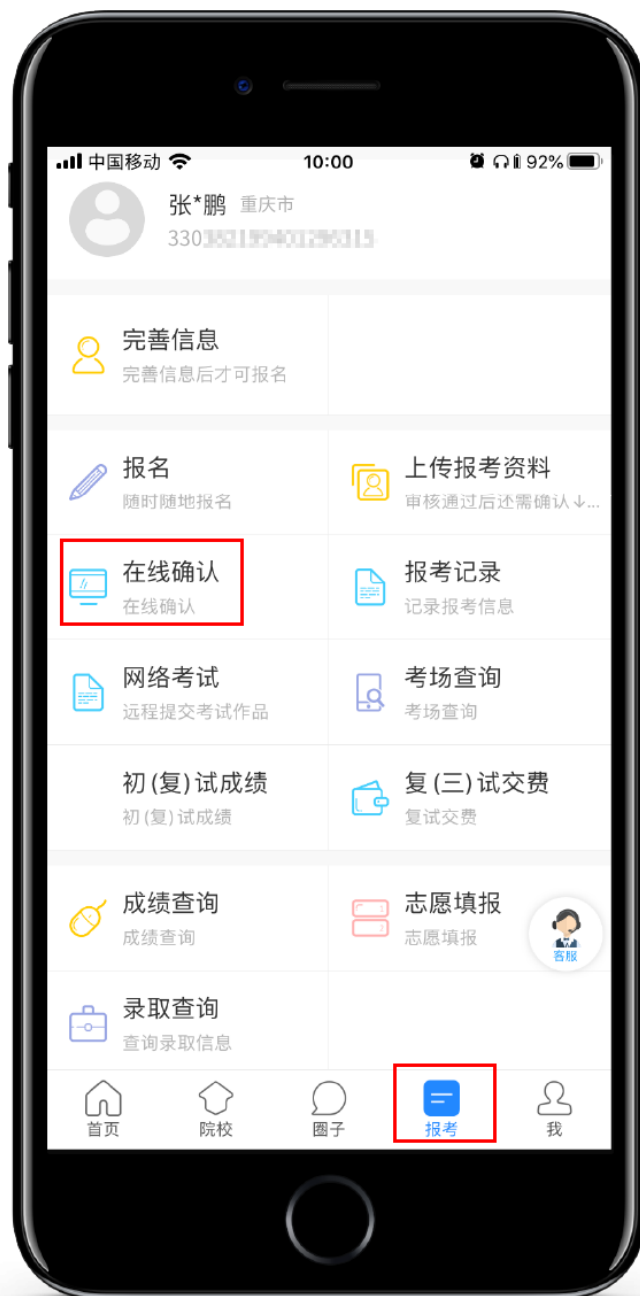 中国移动 10:00 92%
张*鹏 重庆市
330
完善信息
完善信息后才可报名
报名 上传报考资料
随时随地报名 审核通过后还需确认↓...
在线确认 报考记录
在线确认 记录报考信息
网络考试 考场查询
远程提交考试作品 考场查询
初(复)试成绩 复(三)试交费
初(复)试成绩 复试交费
成绩查询 志愿填报
成绩查询 志愿填报
客服
录取查询
查询录取信息
首页 院校 圈子 报考 我